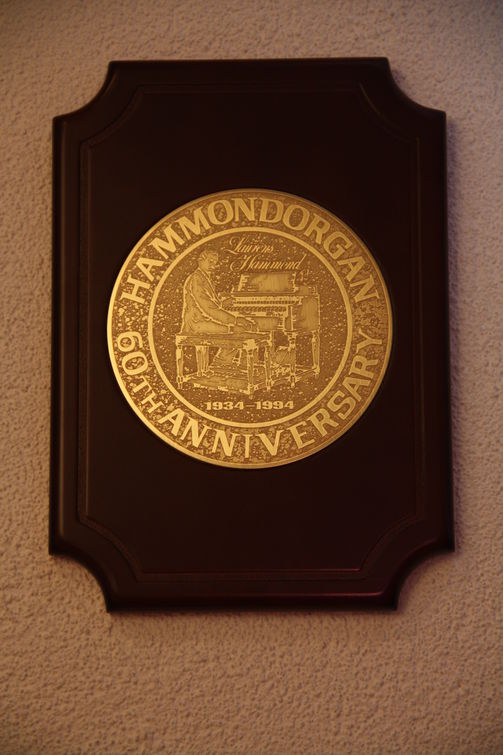 HAMMONDORGAN
Laurens
Hammond
1934-1994
60TH ANNIVERSARY